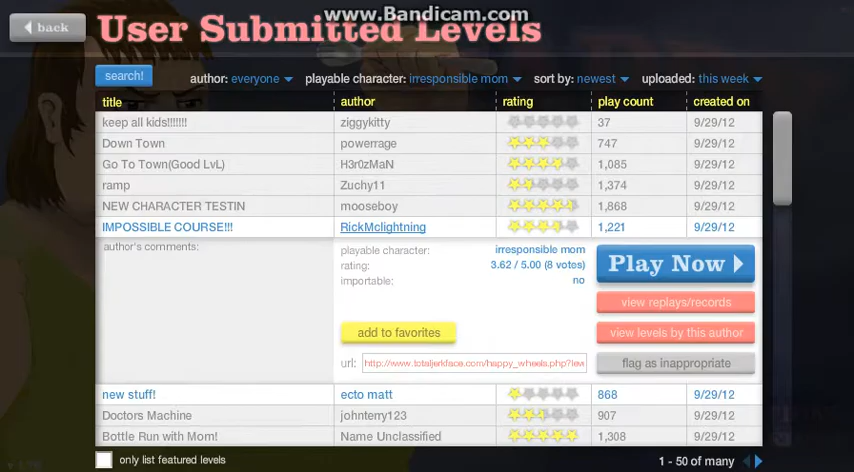 www.Bandicam.com
back
User Submitted Levels
search! author: everyone playable character: irresponsible mom sort by: newest uploaded: this week
title author rating play count created on
keep all kids!!!!!!! ziggykitty 37 9/29/12
Down Town powerrage 747 9/29/12
Go To Town(Good LvL) H3r0zMaN 1,085 9/29/12
ramp Zuchy11 1,374 9/29/12
NEW CHARACTER TESTIN mooseboy 1,868 9/29/12
IMPOSSIBLE COURSE!!! RickMclightning 1,221 9/29/12
author's comments: playable character: irresponsible mom
rating: 3.62 / 5.00 (8 votes)
importable: no
Play Now
view replays/records
add to favorites view levels by this author
url: http://www.totaljerkface.com/happy_wheels.php?lev flag as inappropriate
new stuff! ecto matt 868 9/29/12
Doctors Machine johnterry123 907 9/29/12
Bottle Run with Mom! Name Unclassified 1,308 9/29/12
only list featured levels 1 - 50 of many